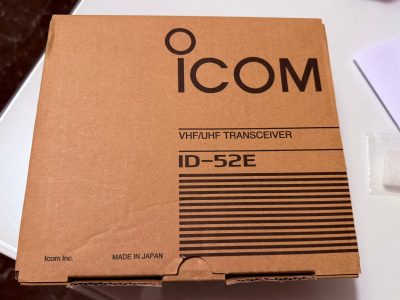 ICOM
VHF/UHF TRANSCEIVER
ID-52E
Icom Inc. MADE IN JAPAN